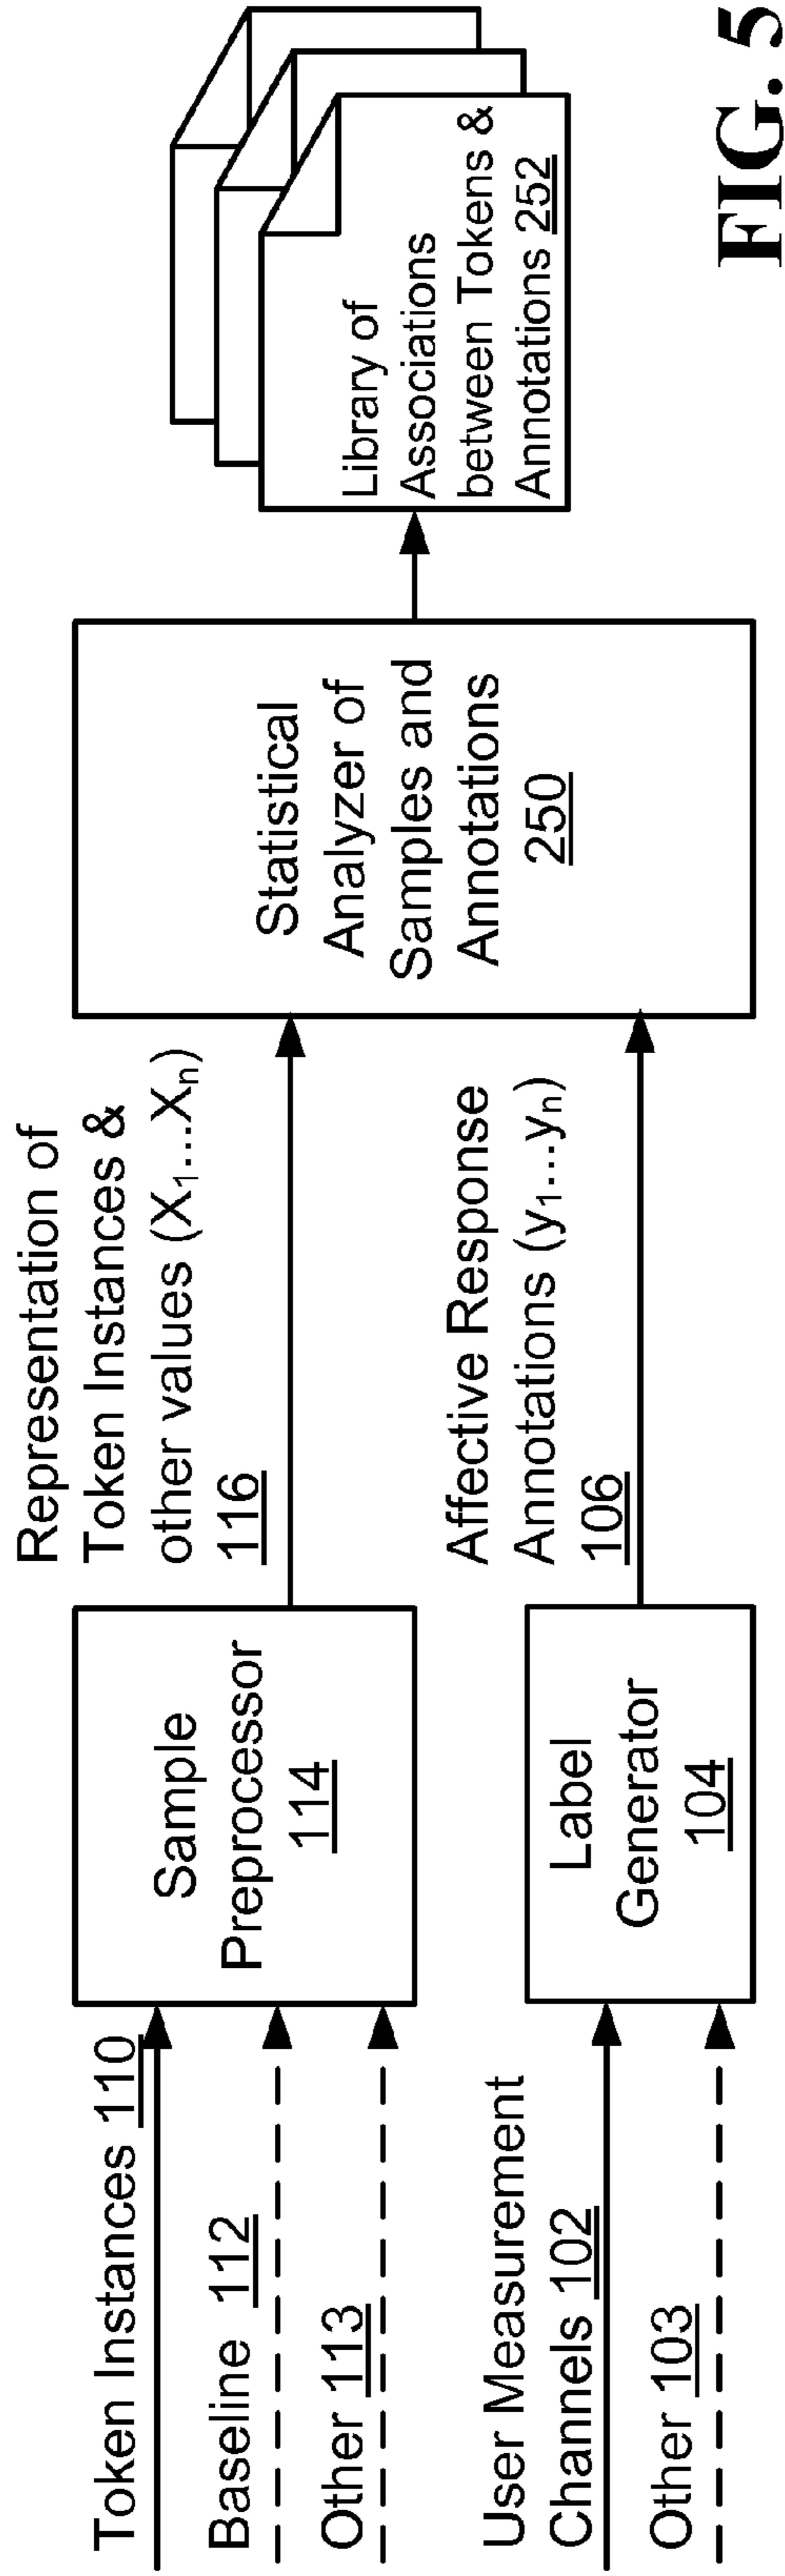 Token Instances 110
Baseline 112
Other 113
User Measurement
Channels 102
Other 103
Sample
Preprocessor
114
Label
Generator
104
Representation of
Token Instances &
other values (X₁...Xₙ)
116
Affective Response
Annotations (y₁...yₙ)
106
Statistical
Analyzer of
Samples and
Annotations
250
Library of
Associations
between Tokens &
Annotations 252
FIG. 5